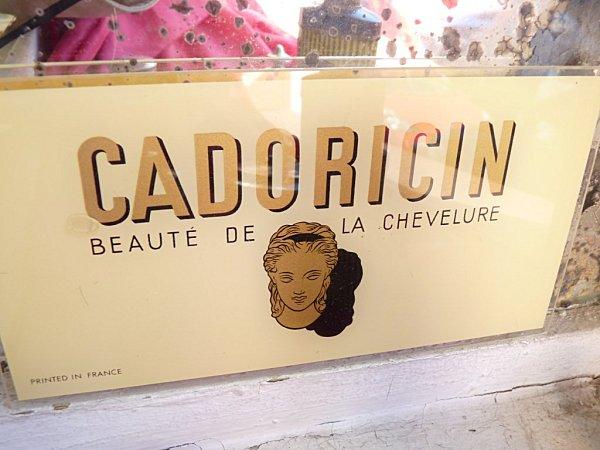 CADORICIN
BEAUTÉ DE LA CHEVELURE
PRINTED IN FRANCE